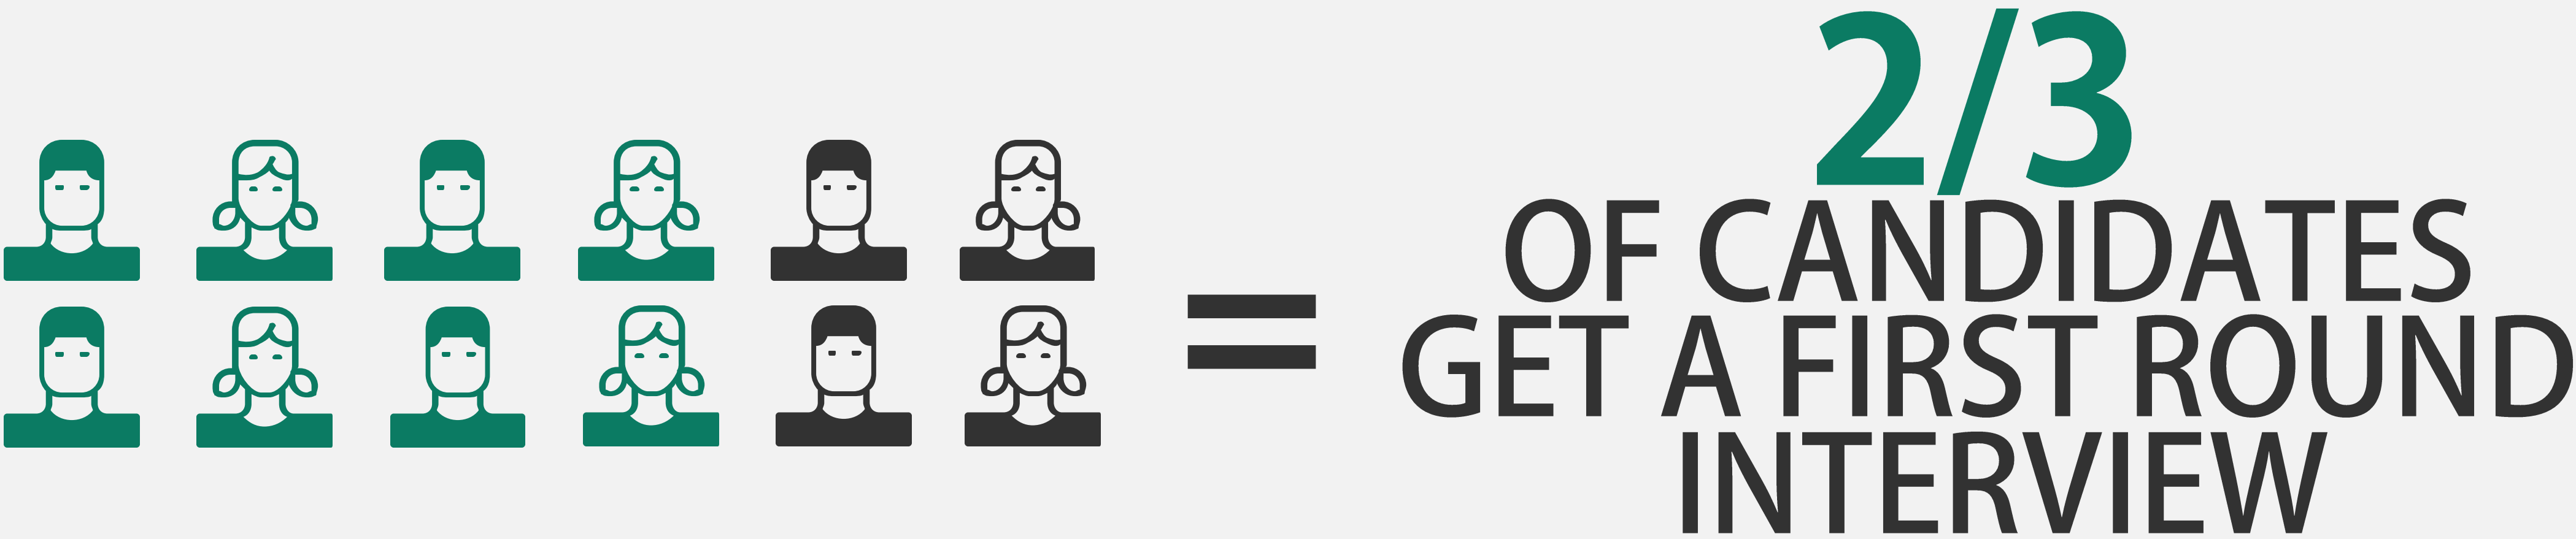 2/3
OF CANDIDATES
GET A FIRST ROUND
INTERVIEW